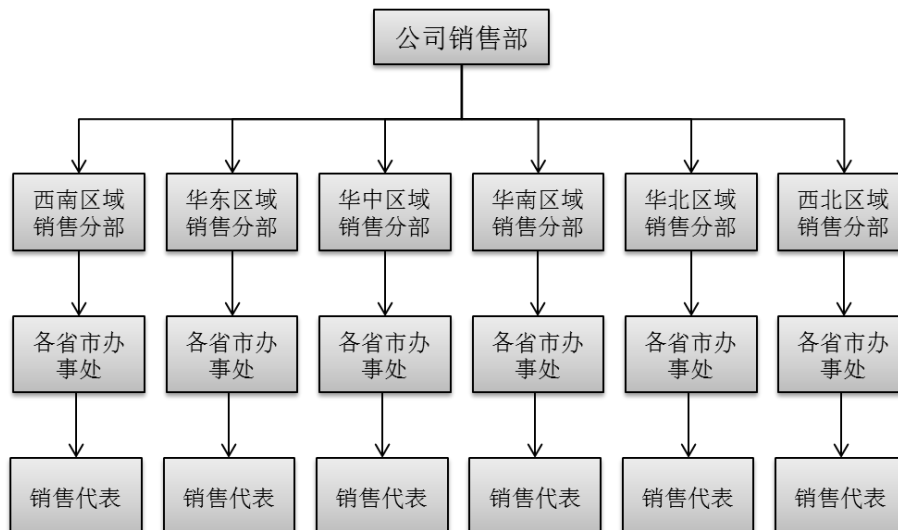 公司销售部
西南区域
销售分部
华东区域
销售分部
华中区域
销售分部
华南区域
销售分部
华北区域
销售分部
西北区域
销售分部
各省市办
事处
各省市办
事处
各省市办
事处
各省市办
事处
各省市办
事处
各省市办
事处
销售代表
销售代表
销售代表
销售代表
销售代表
销售代表